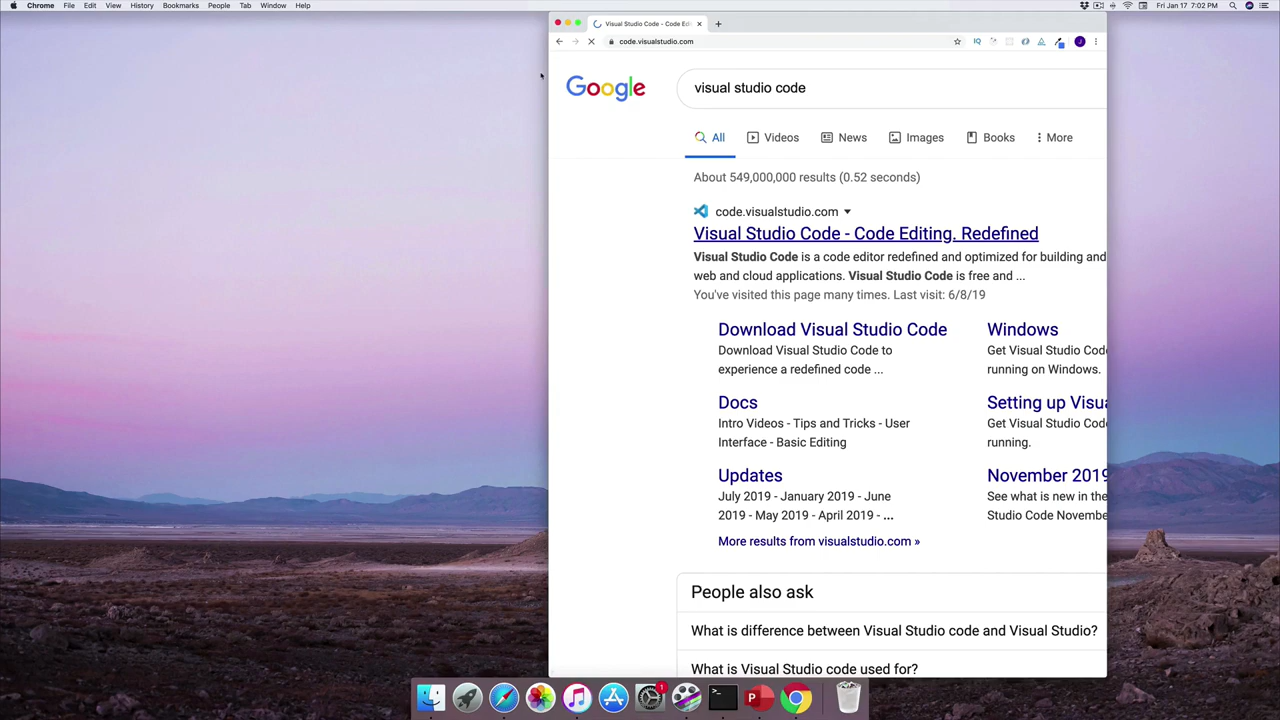 Chrome File Edit View History Bookmarks People Tab Window Help
Fri Jan 17 7:02 PM
Visual Studio Code - Code Edi
code.visualstudio.com
Google
visual studio code
All Videos News Images Books More
About 549,000,000 results (0.52 seconds)
code.visualstudio.com
Visual Studio Code - Code Editing. Redefined
Visual Studio Code is a code editor redefined and optimized for building and
web and cloud applications. Visual Studio Code is free and ...
You've visited this page many times. Last visit: 6/8/19
Download Visual Studio Code
Download Visual Studio Code to
experience a redefined code ...
Windows
Get Visual Studio Code
running on Windows.
Docs
Intro Videos - Tips and Tricks - User
Interface - Basic Editing
Setting up Visua
Get Visual Studio Cod
running.
Updates
July 2019 - January 2019 - June
2019 - May 2019 - April 2019 - ...
November 2019
See what is new in the
Studio Code Novembe
More results from visualstudio.com »
People also ask
What is difference between Visual Studio code and Visual Studio?
What is Visual Studio code used for?